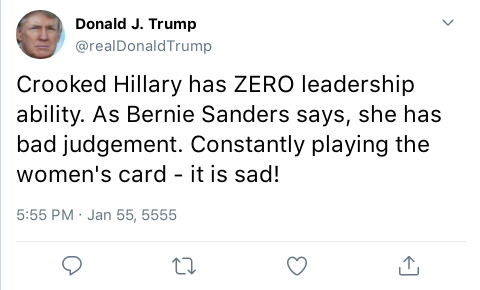 Donald J. Trump
@realDonaldTrump
Crooked Hillary has ZERO leadership
ability. As Bernie Sanders says, she has
bad judgement. Constantly playing the
women's card - it is sad!
5:55 PM · Jan 55, 5555